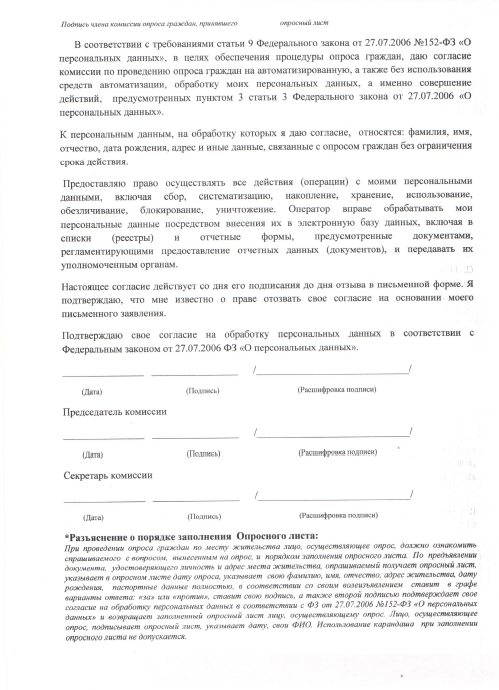 Подпись члена комиссии опроса граждан, принявшего опросный лист
В соответствии с требованиями статьи 9 Федерального закона от 27.07.2006 №152-ФЗ «О
персональных данных», в целях обеспечения процедуры опроса граждан, даю согласие
комиссии по проведению опроса граждан на автоматизированную, а также без использования
средств автоматизации, обработку моих персональных данных, а именно совершение
действий, предусмотренных пунктом 3 статьи 3 Федерального закона от 27.07.2006 «О
персональных данных».
К персональным данным, на обработку которых я даю согласие, относятся: фамилия, имя,
отчество, дата рождения, адрес и иные данные, связанные с опросом граждан без ограничения
срока действия.
Предоставляю право осуществлять все действия (операции) с моими персональными
данными, включая сбор, систематизацию, накопление, хранение, использование,
обезличивание, блокирование, уничтожение. Оператор вправе обрабатывать мои
персональные данные посредством внесения их в электронную базу данных, включая в
списки (реестры) и отчетные формы, предусмотренные документами,
регламентирующими предоставление отчетных данных (документов), и передавать их
уполномоченным органам.
Настоящее согласие действует со дня его подписания до дня отзыва в письменной форме. Я
подтверждаю, что мне известно о праве отозвать свое согласие на основании моего
письменного заявления.
Подтверждаю свое согласие на обработку персональных данных в соответствии с
Федеральным законом от 27.07.2006 ФЗ «О персональных данных».
____________ ____________ /____________________/
(Дата) (Подпись) (Расшифровка подписи)
Председатель комиссии
____________ ____________ /____________________/
(Дата) (Подпись) (Расшифровка подписи)
Секретарь комиссии
____________ ____________ /____________________/
(Дата) (Подпись) (Расшифровка подписи)
*Разъяснение о порядке заполнения Опросного листа:
При проведении опроса граждан по месту жительства лицо, осуществляющее опрос, должно ознакомить
опрашиваемого с вопросом, вынесенным на опрос, и порядком заполнения опросного листа. По предъявлении
документа, удостоверяющего личность и адрес места жительства, опрашиваемый получает опросный лист,
указывает в опросном листе дату опроса, указывает свою фамилию, имя, отчество, адрес жительства, дату
рождения, паспортные данные полностью, в соответствии со своим волеизъявлением ставит в графе
варианты ответа: «за» или «против», ставит свою подпись, а также второй подписью подтверждает свое
согласие на обработку персональных данных в соответствии с ФЗ от 27.07.2006 №152-ФЗ «О персональных
данных» и возвращает заполненный опросный лист лицу, осуществляющему опрос. Лицо, осуществляющее
опрос, подписывает опросный лист, указывает дату, свои ФИО. Использование карандаша при заполнении
опросного листа не допускается.